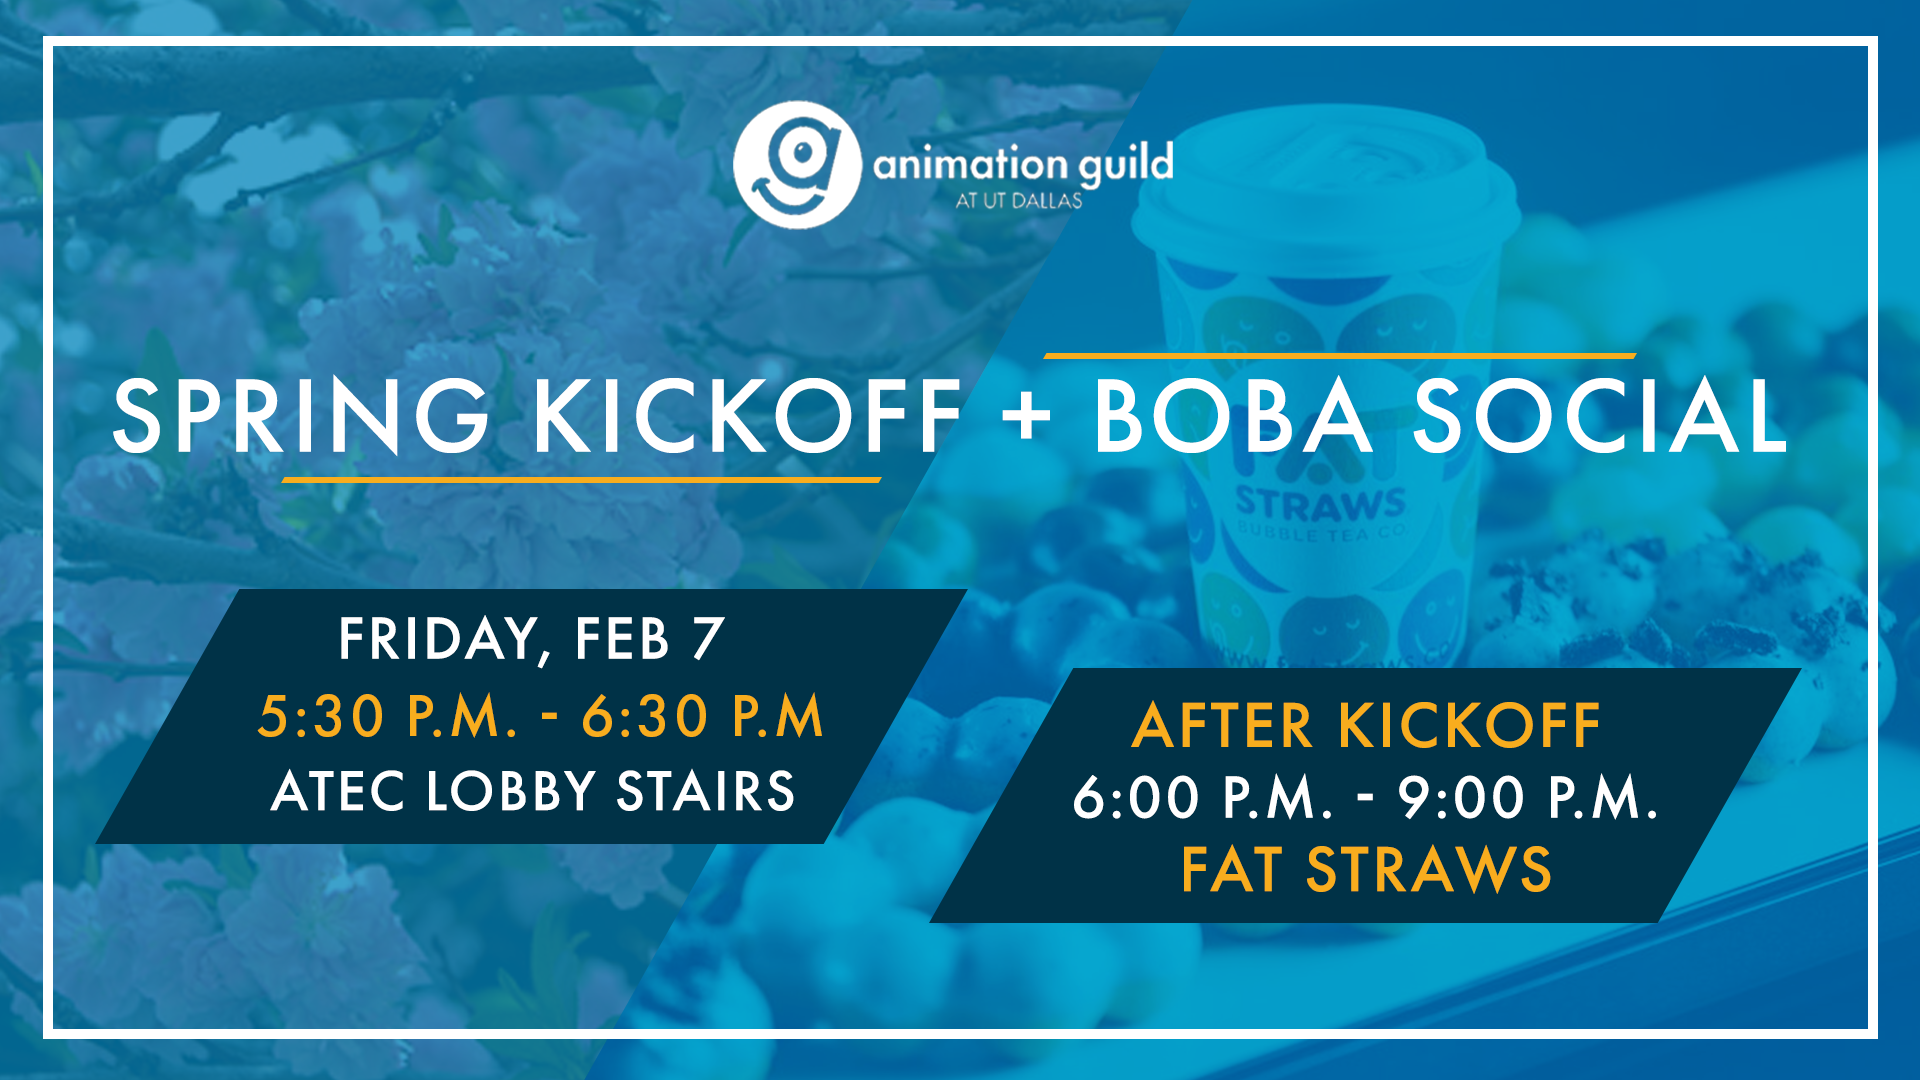 animation guild
AT UT DALLAS
SPRING KICKOFF + BOBA SOCIAL
STRAWS
BUBBLE TEA CO.
FRIDAY, FEB 7
5:30 P.M. - 6:30 P.M
ATEC LOBBY STAIRS
AFTER KICKOFF
6:00 P.M. - 9:00 P.M.
FAT STRAWS